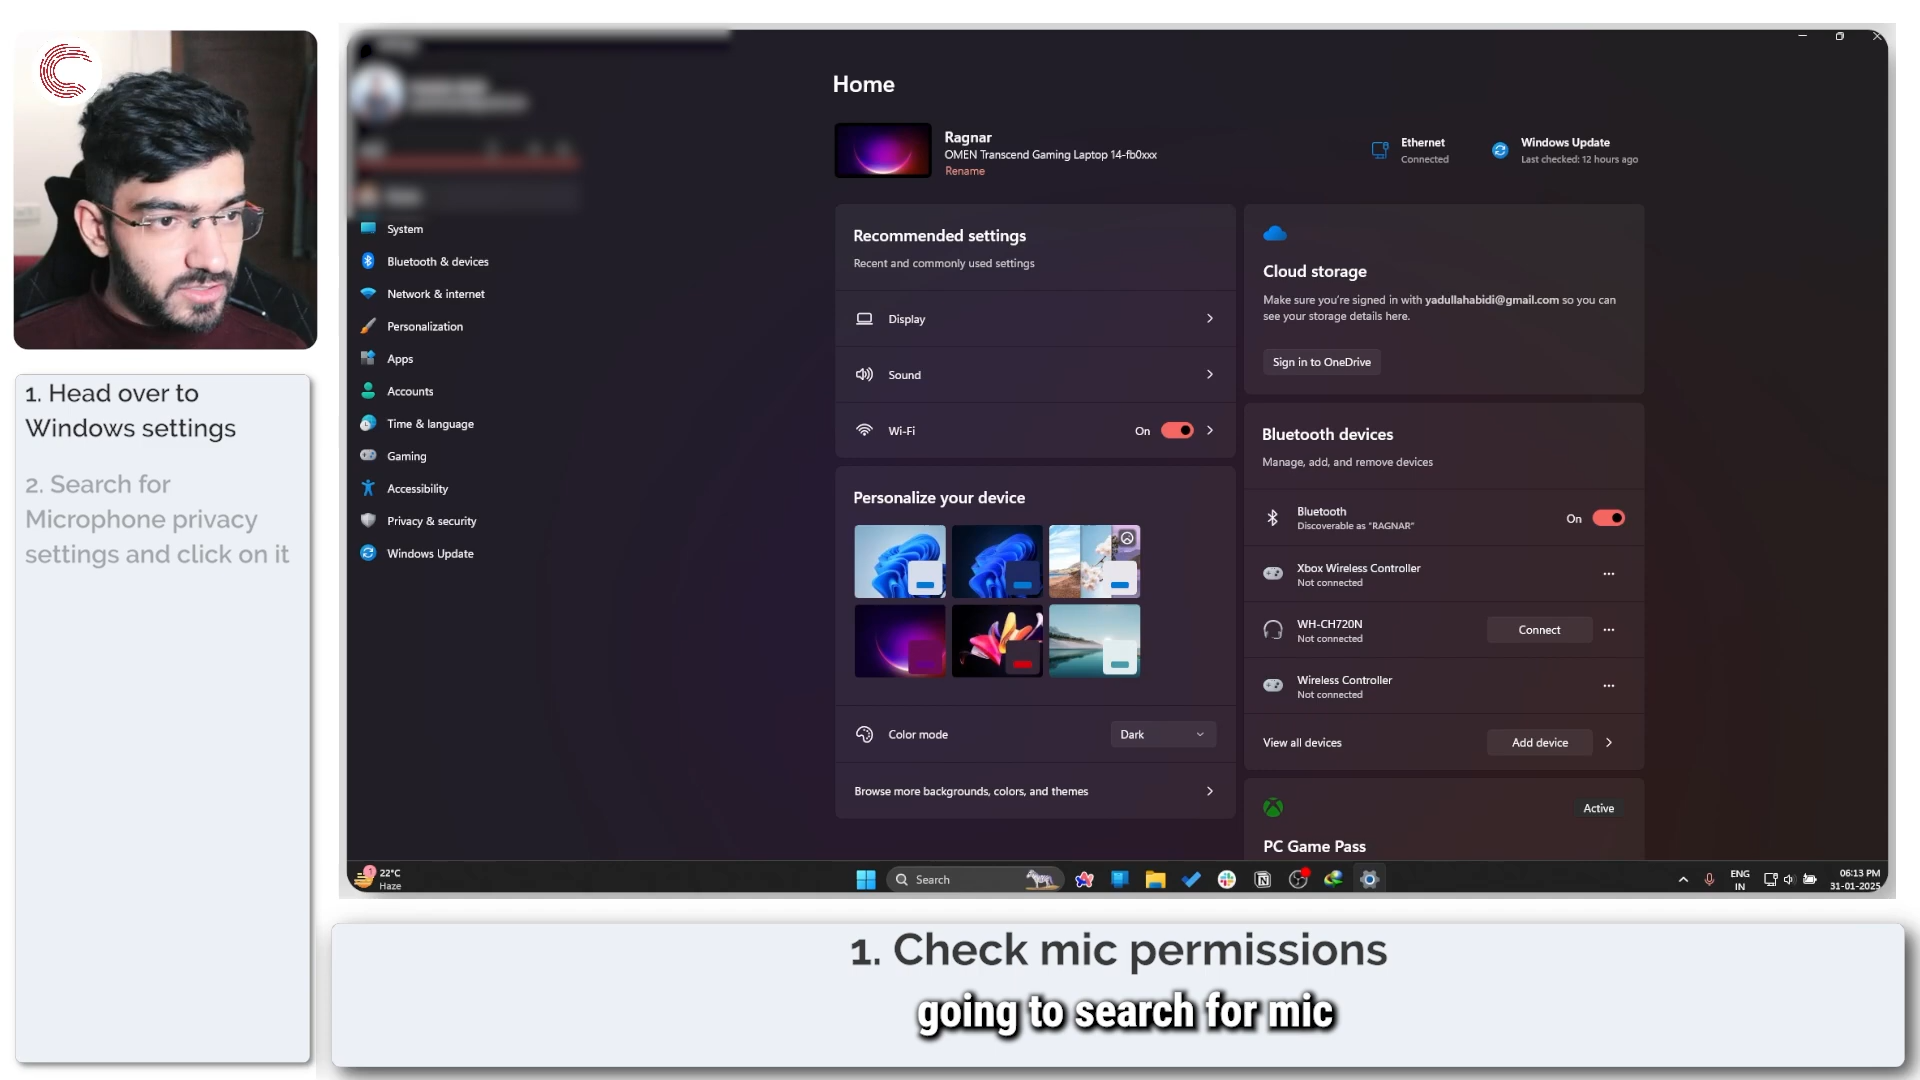 1. Head over to
Windows settings
2. Search for
Microphone privacy
settings and click on it
System
Bluetooth & devices
Network & internet
Personalization
Apps
Accounts
Time & language
Gaming
Accessibility
Privacy & security
Windows Update
Home
Ragnar
OMEN Transcend Gaming Laptop 14-fb0xxx
Rename
Ethernet
Connected
Windows Update
Last checked: 12 hours ago
Recommended settings
Recent and commonly used settings
Display
Sound
Wi-Fi
On
Personalize your device
Color mode
Dark
Browse more backgrounds, colors, and themes
Cloud storage
Make sure you're signed in with yadullahabidi@gmail.com so you can
see your storage details here.
Sign in to OneDrive
Bluetooth devices
Manage, add, and remove devices
Bluetooth
Discoverable as "RAGNAR"
On
Xbox Wireless Controller
Not connected
WH-CH720N
Not connected
Connect
Wireless Controller
Not connected
View all devices
Add device
Active
PC Game Pass
1
22°C
Haze
Search
ENG
IN
06:13 PM
31-01-2025
1. Check mic permissions
going to search for mic